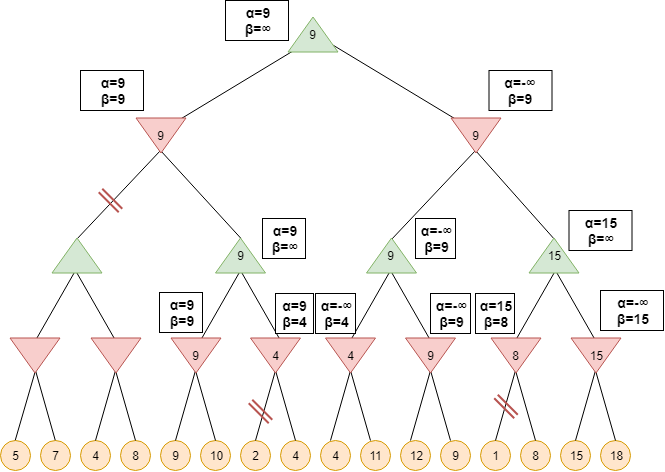 α=9
β=∞
9
α=9
β=9
α=-∞
β=9
9
9
α=9
β=∞
α=-∞
β=9
α=15
β=∞
9
9
15
α=9
β=9
α=9
β=4
α=-∞
β=4
α=-∞
β=9
α=15
β=8
α=-∞
β=15
9
4
4
9
8
15
5
7
4
8
9
10
2
4
4
11
12
9
1
8
15
18